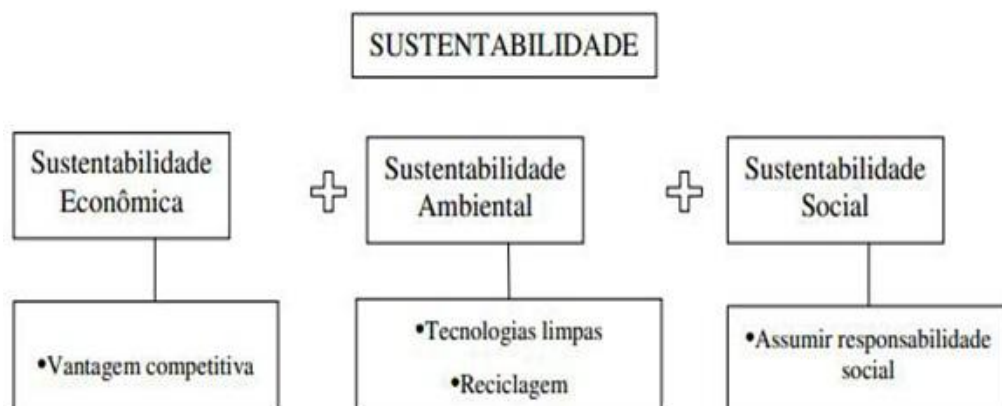 SUSTENTABILIDADE
Sustentabilidade
Econômica
Sustentabilidade
Ambiental
Sustentabilidade
Social
•Vantagem competitiva
•Tecnologias limpas
•Reciclagem
•Assumir responsabilidade
social